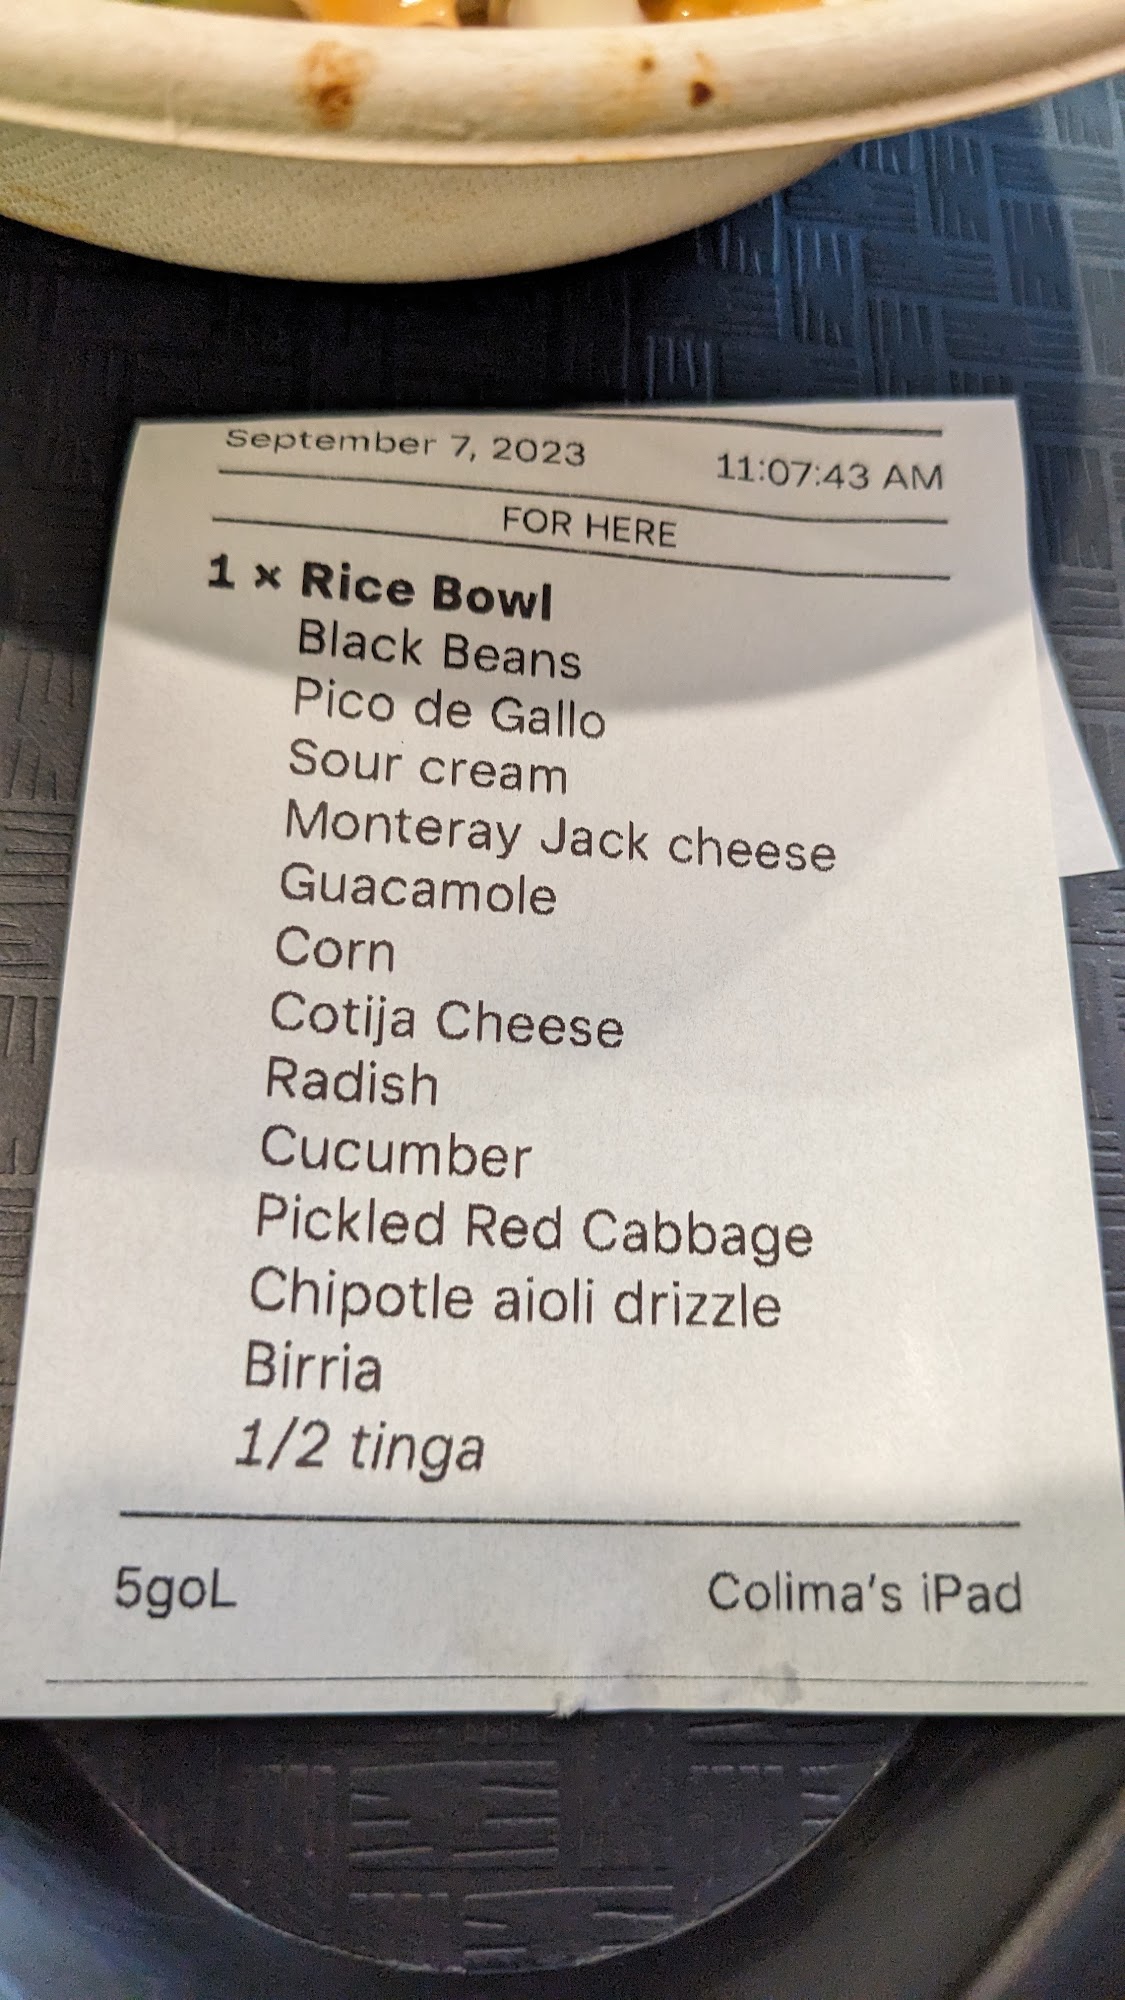 September 7, 2023 11:07:43 AM
FOR HERE
1 × Rice Bowl
Black Beans
Pico de Gallo
Sour cream
Monteray Jack cheese
Guacamole
Corn
Cotija Cheese
Radish
Cucumber
Pickled Red Cabbage
Chipotle aioli drizzle
Birria
1/2 tinga
5goL Colima's iPad